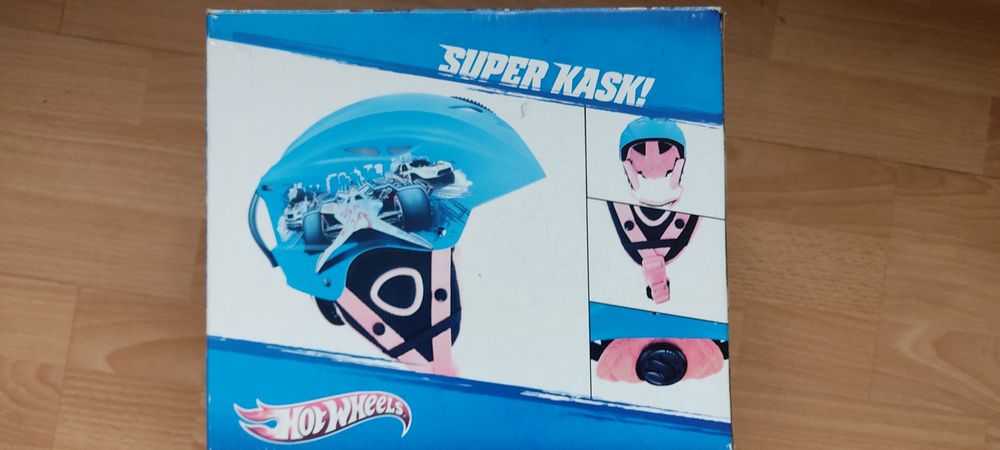 SUPER KASK!
HOT WHEELS